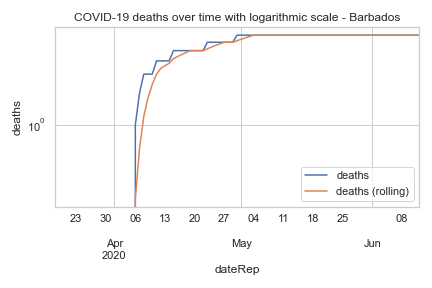 COVID-19 deaths over time with logarithmic scale - Barbados
deaths
10⁰
deaths
deaths (rolling)
23 30 06 13 20 27 04 11 18 25 08
Apr May Jun
2020
dateRep